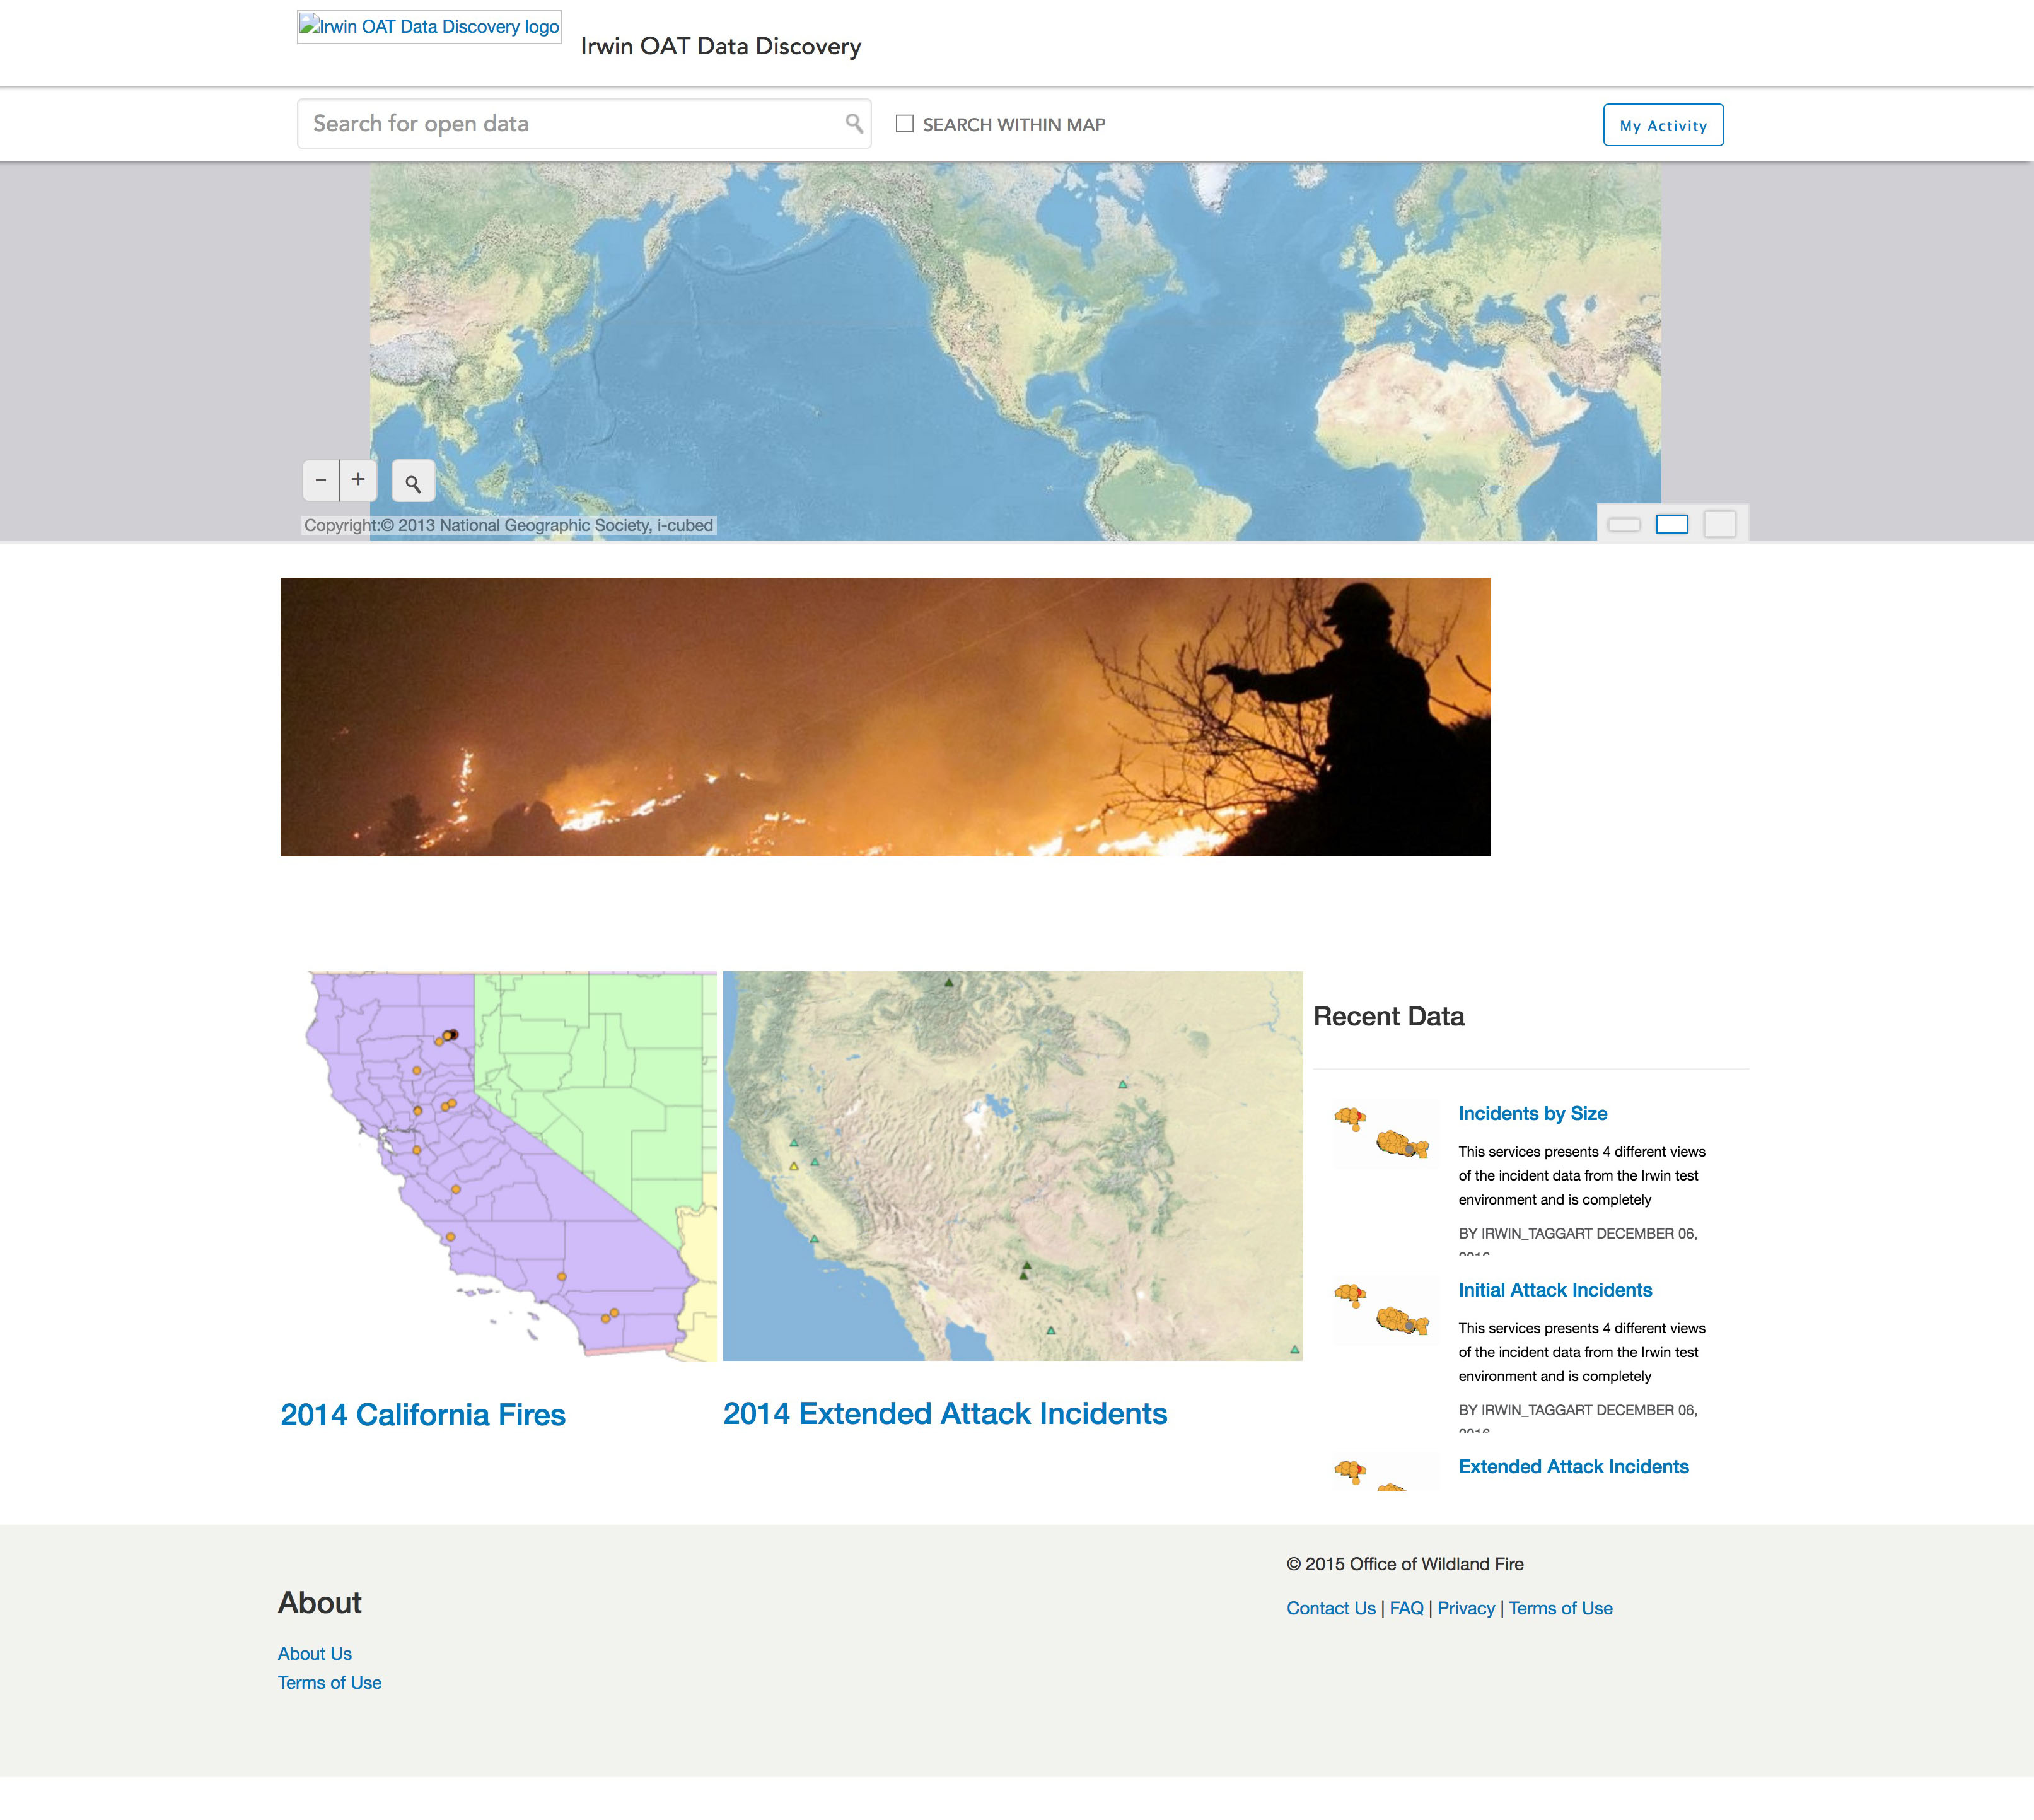 Irwin OAT Data Discovery logo
Irwin OAT Data Discovery
Search for open data
SEARCH WITHIN MAP
My Activity
- +
Copyright:© 2013 National Geographic Society, i-cubed
2014 California Fires
2014 Extended Attack Incidents
Recent Data
Incidents by Size
This services presents 4 different views
of the incident data from the Irwin test
environment and is completely
BY IRWIN_TAGGART DECEMBER 06,
2016
Initial Attack Incidents
This services presents 4 different views
of the incident data from the Irwin test
environment and is completely
BY IRWIN_TAGGART DECEMBER 06,
2016
Extended Attack Incidents
About
About Us
Terms of Use
© 2015 Office of Wildland Fire
Contact Us | FAQ | Privacy | Terms of Use